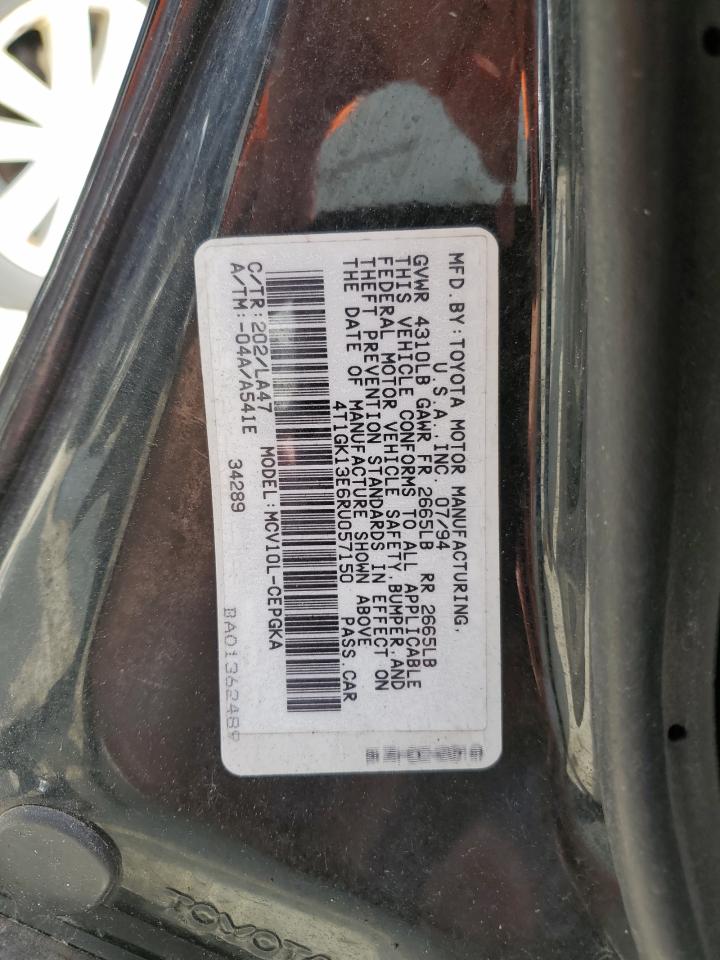 MFD.BY:TOYOTA MOTOR MANUFACTURING,
U.S.A.,INC. 07/94
GVWR 4310LB GAWR FR 2665LB RR 2665LB
THIS VEHICLE CONFORMS TO ALL APPLICABLE
FEDERAL MOTOR VEHICLE SAFETY,BUMPER,AND
THEFT PREVENTION STANDARDS IN EFFECT ON
THE DATE OF MANUFACTURE SHOWN ABOVE
4T1GK13E6RU057150 PASS.CAR
C/TR:202/LA47 MODEL:MCV10L-CEPGKA
A/TM:-04A/A541E 34289
BA01362489
TOYOTA